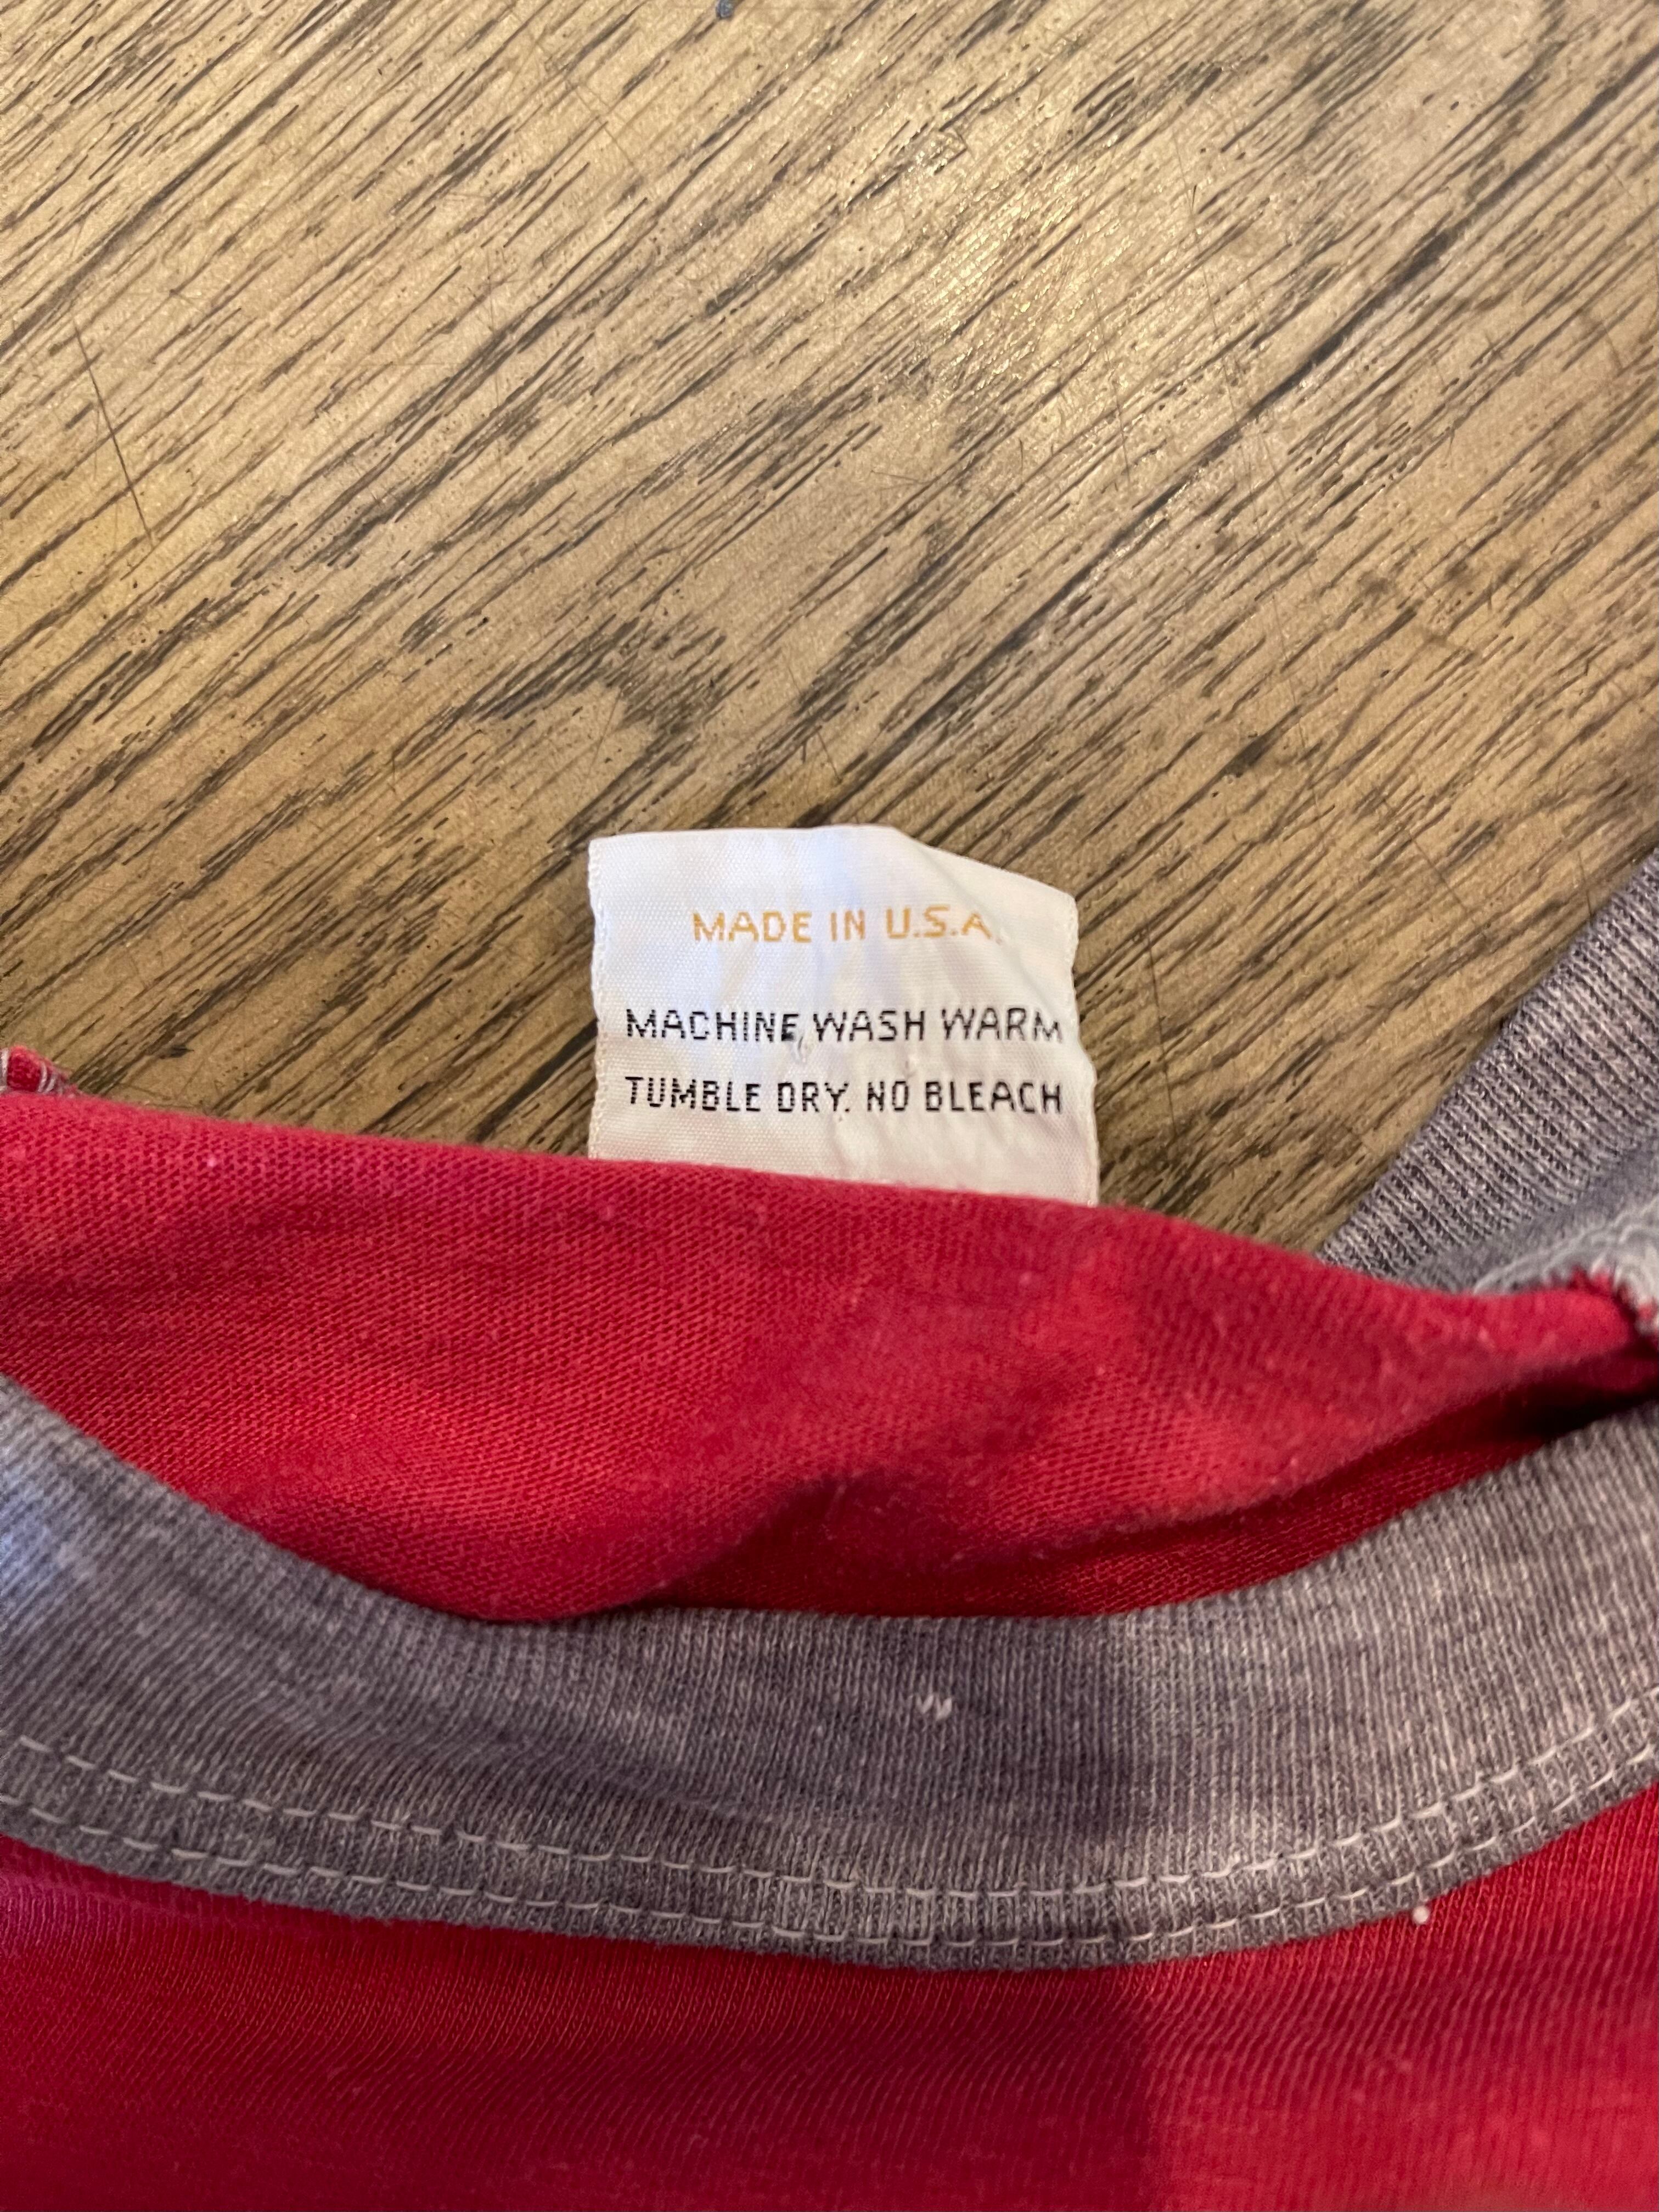 MADE IN U.S.A.
MACHINE WASH WARM
TUMBLE DRY. NO BLEACH